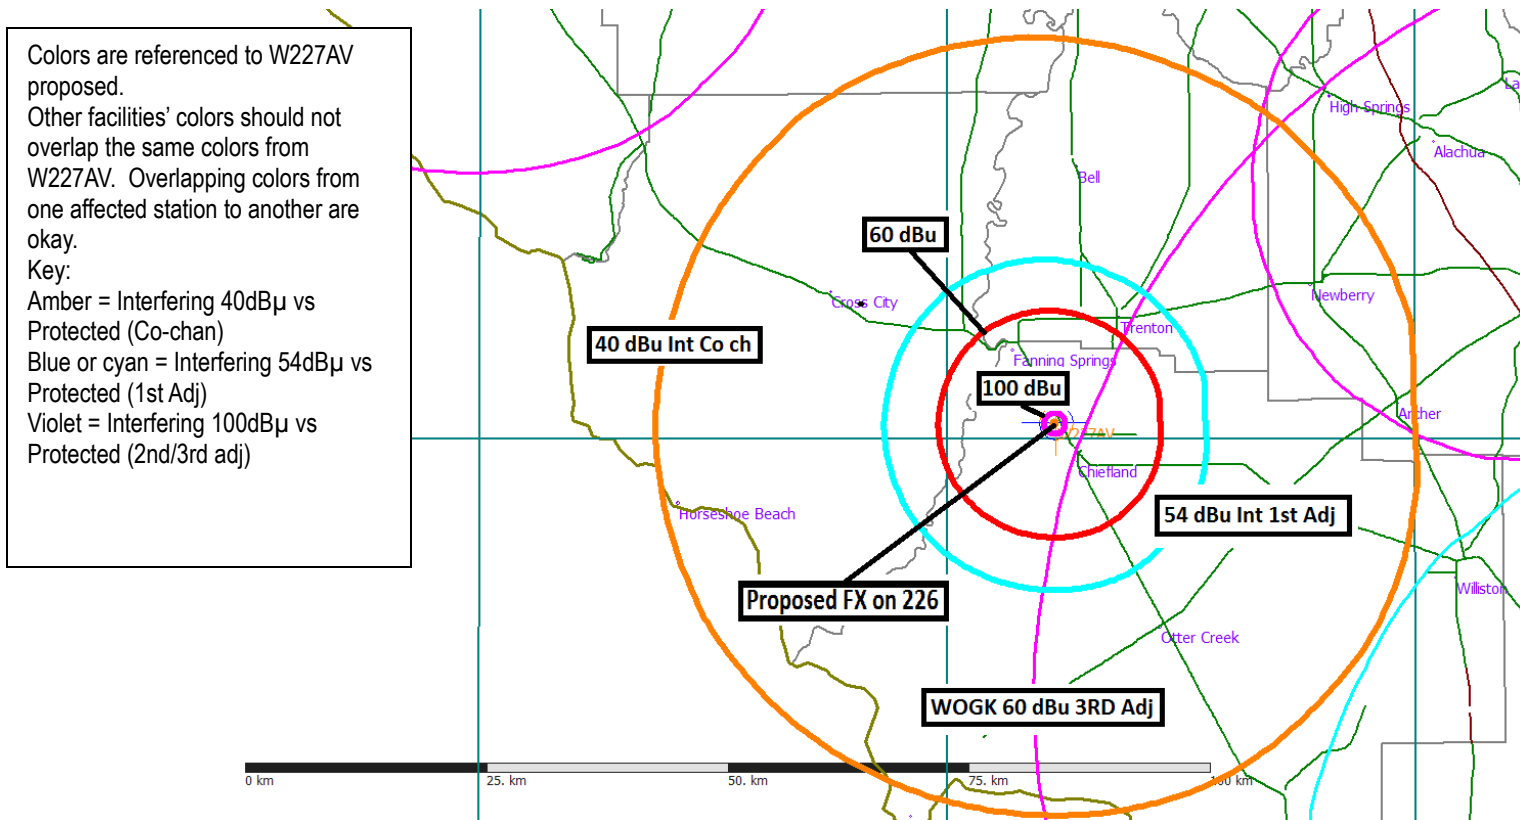 Colors are referenced to W227AV
proposed.
Other facilities' colors should not
overlap the same colors from
W227AV.  Overlapping colors from
one affected station to another are
okay.
Key:
Amber = Interfering 40dBµ vs
Protected (Co-chan)
Blue or cyan = Interfering 54dBµ vs
Protected (1st Adj)
Violet = Interfering 100dBµ vs
Protected (2nd/3rd adj)
High Springs
Alachua
Bell
60 dBu
Cross City
Newberry
Trenton
40 dBu Int Co ch
Fanning Springs
100 dBu
Archer
Chiefland
Horseshoe Beach
54 dBu Int 1st Adj
Proposed FX on 226
Williston
Otter Creek
WOGK 60 dBu 3RD Adj
0 km
25. km
50. km
75. km